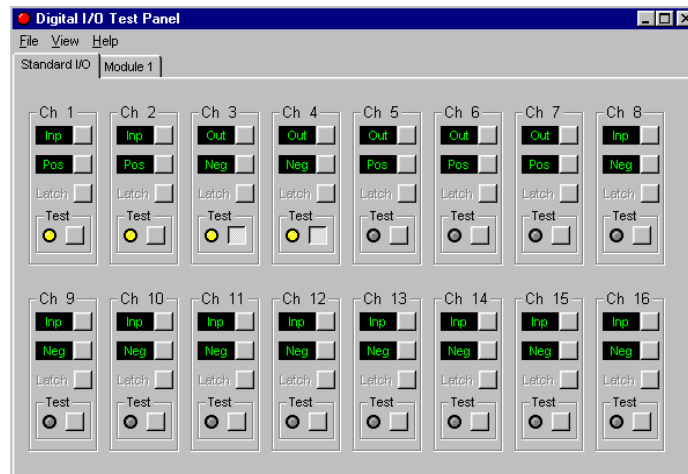 Digital I/O Test Panel
File View Help
Standard I/O Module 1
Ch 1 Ch 2 Ch 3 Ch 4 Ch 5 Ch 6 Ch 7 Ch 8
Inp Inp Out Out Out Out Out Inp
Pos Pos Neg Neg Pos Pos Pos Neg
Latch Latch Latch Latch Latch Latch Latch Latch
Test Test Test Test Test Test Test Test
Ch 9 Ch 10 Ch 11 Ch 12 Ch 13 Ch 14 Ch 15 Ch 16
Inp Inp Inp Inp Inp Inp Inp Inp
Neg Neg Neg Neg Neg Neg Neg Neg
Latch Latch Latch Latch Latch Latch Latch Latch
Test Test Test Test Test Test Test Test